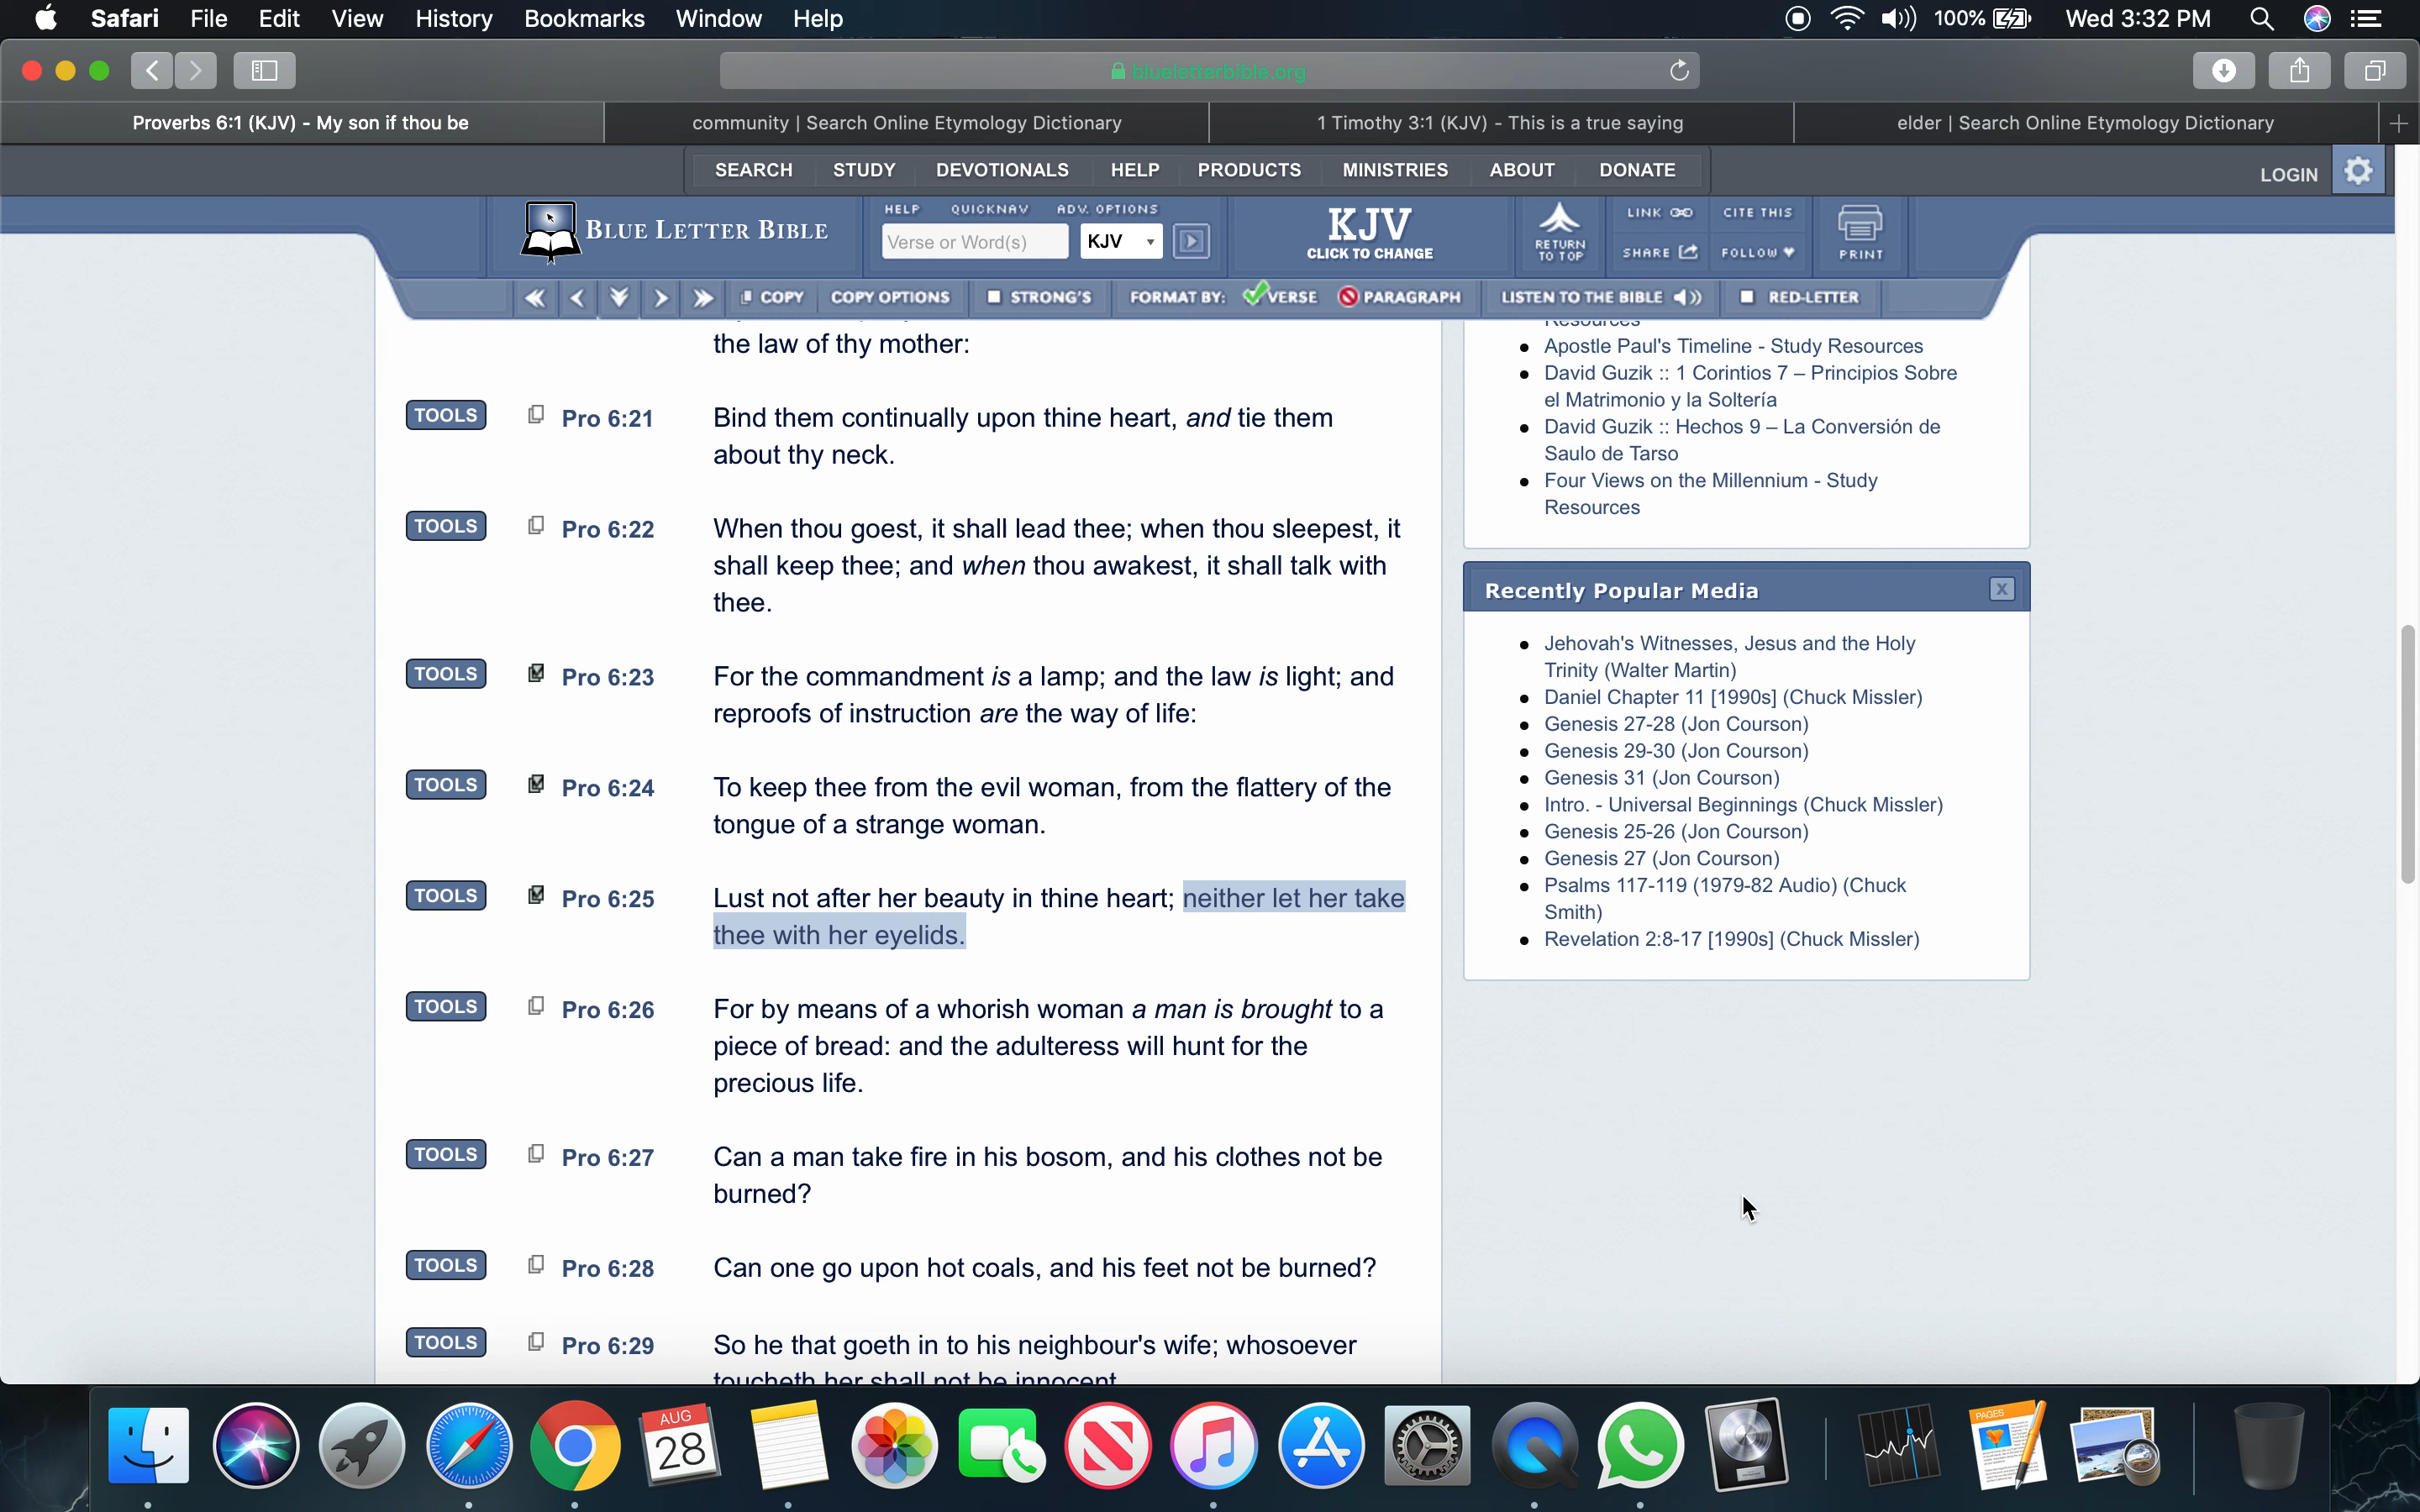 Safari File Edit View History Bookmarks Window Help 100% Wed 3:32 PM
blueletterbible.org
Proverbs 6:1 (KJV) - My son if thou be
community | Search Online Etymology Dictionary
1 Timothy 3:1 (KJV) - This is a true saying
elder | Search Online Etymology Dictionary
SEARCH STUDY DEVOTIONALS HELP PRODUCTS MINISTRIES ABOUT DONATE
LOGIN
BLUE LETTER BIBLE
HELP QUICKNAV ADV. OPTIONS
Verse or Word(s) KJV
KJV
CLICK TO CHANGE
RETURN
TO TOP
LINK CITE THIS
SHARE FOLLOW
PRINT
COPY COPY OPTIONS STRONG'S FORMAT BY: VERSE PARAGRAPH LISTEN TO THE BIBLE RED-LETTER
the law of thy mother:
TOOLS Pro 6:21 Bind them continually upon thine heart, and tie them
about thy neck.
TOOLS Pro 6:22 When thou goest, it shall lead thee; when thou sleepest, it
shall keep thee; and when thou awakest, it shall talk with
thee.
TOOLS Pro 6:23 For the commandment is a lamp; and the law is light; and
reproofs of instruction are the way of life:
TOOLS Pro 6:24 To keep thee from the evil woman, from the flattery of the
tongue of a strange woman.
TOOLS Pro 6:25 Lust not after her beauty in thine heart; neither let her take
thee with her eyelids.
TOOLS Pro 6:26 For by means of a whorish woman a man is brought to a
piece of bread: and the adulteress will hunt for the
precious life.
TOOLS Pro 6:27 Can a man take fire in his bosom, and his clothes not be
burned?
TOOLS Pro 6:28 Can one go upon hot coals, and his feet not be burned?
TOOLS Pro 6:29 So he that goeth in to his neighbour's wife; whosoever
toucheth her shall not be innocent.
Resources
Apostle Paul's Timeline - Study Resources
David Guzik :: 1 Corintios 7 – Principios Sobre
el Matrimonio y la Soltería
David Guzik :: Hechos 9 – La Conversión de
Saulo de Tarso
Four Views on the Millennium - Study
Resources
Recently Popular Media
x
Jehovah's Witnesses, Jesus and the Holy
Trinity (Walter Martin)
Daniel Chapter 11 [1990s] (Chuck Missler)
Genesis 27-28 (Jon Courson)
Genesis 29-30 (Jon Courson)
Genesis 31 (Jon Courson)
Intro. - Universal Beginnings (Chuck Missler)
Genesis 25-26 (Jon Courson)
Genesis 27 (Jon Courson)
Psalms 117-119 (1979-82 Audio) (Chuck
Smith)
Revelation 2:8-17 [1990s] (Chuck Missler)
AUG
28
PAGES